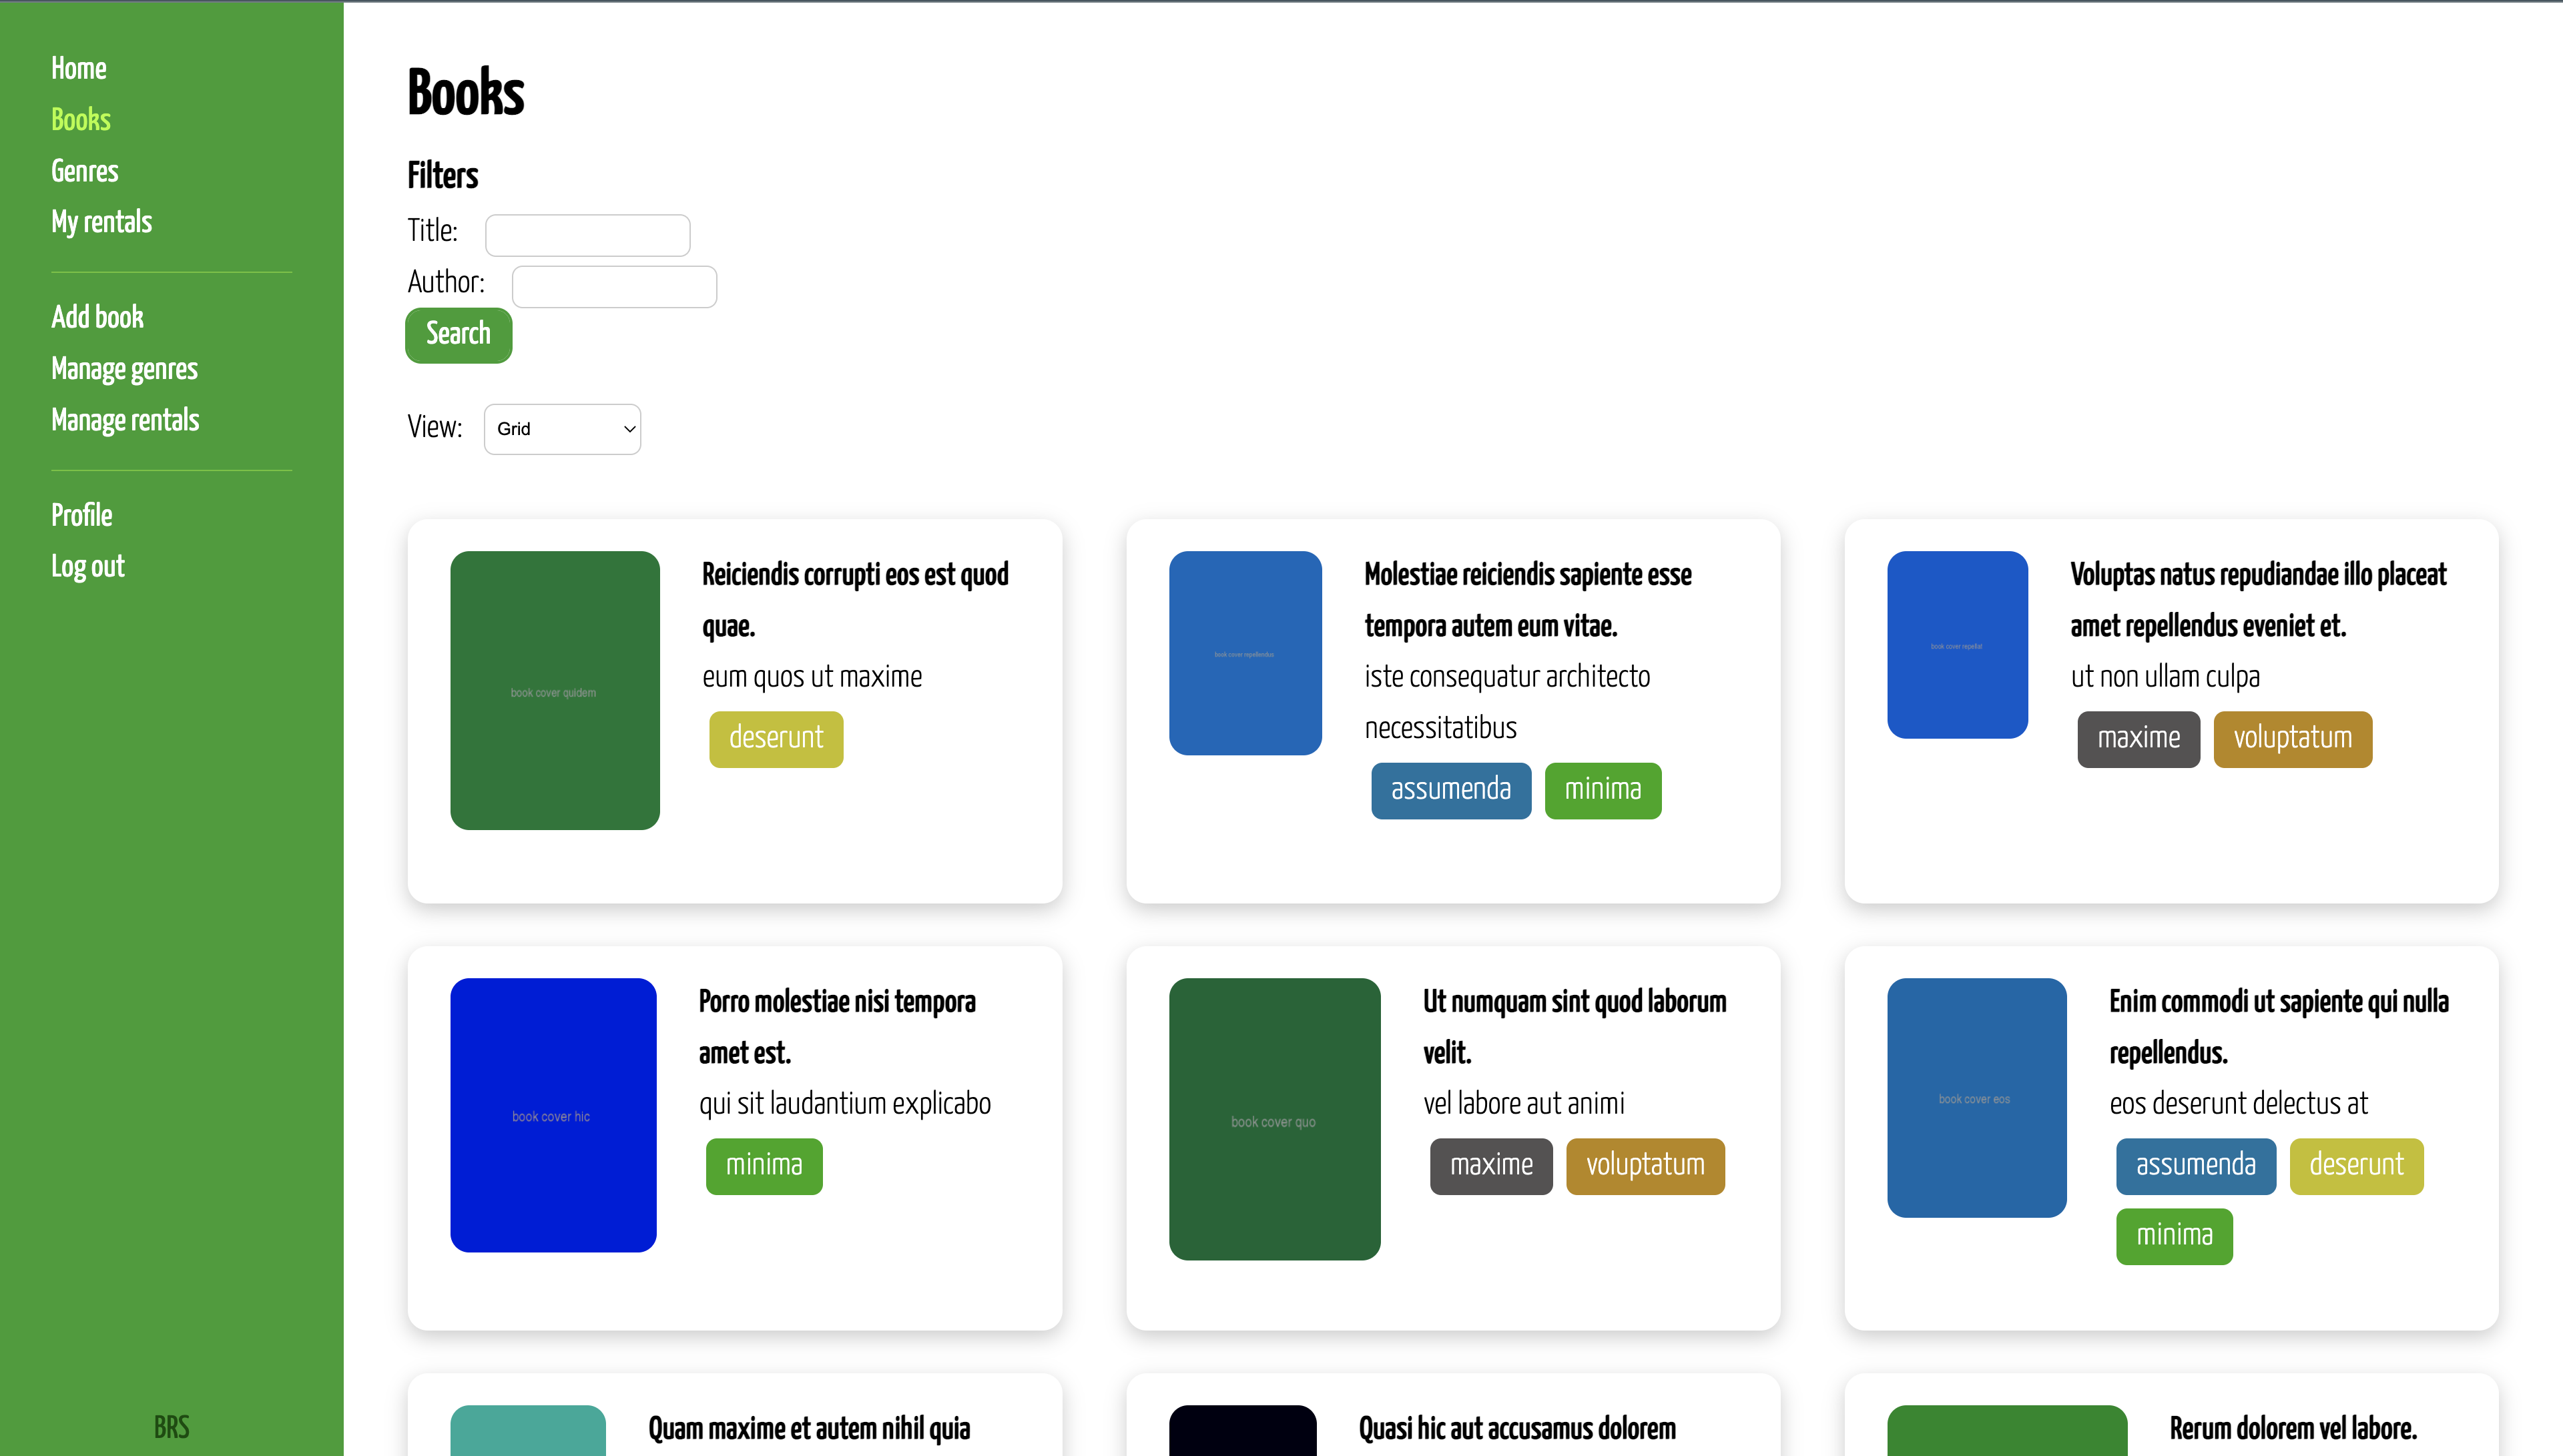 Home
Books
Genres
My rentals
Add book
Manage genres
Manage rentals
Profile
Log out
BRS
Books
Filters
Title:
Author:
Search
View:
Grid
book cover quidem
Reiciendis corrupti eos est quod
quae.
eum quos ut maxime
deserunt
book cover repellendus
Molestiae reiciendis sapiente esse
tempora autem eum vitae.
iste consequatur architecto
necessitatibus
assumenda minima
book cover repellat
Voluptas natus repudiandae illo placeat
amet repellendus eveniet et.
ut non ullam culpa
maxime voluptatum
book cover hic
Porro molestiae nisi tempora
amet est.
qui sit laudantium explicabo
minima
book cover quo
Ut numquam sint quod laborum
velit.
vel labore aut animi
maxime voluptatum
book cover eos
Enim commodi ut sapiente qui nulla
repellendus.
eos deserunt delectus at
assumenda deserunt
minima
Quam maxime et autem nihil quia
Quasi hic aut accusamus dolorem
Rerum dolorem vel labore.